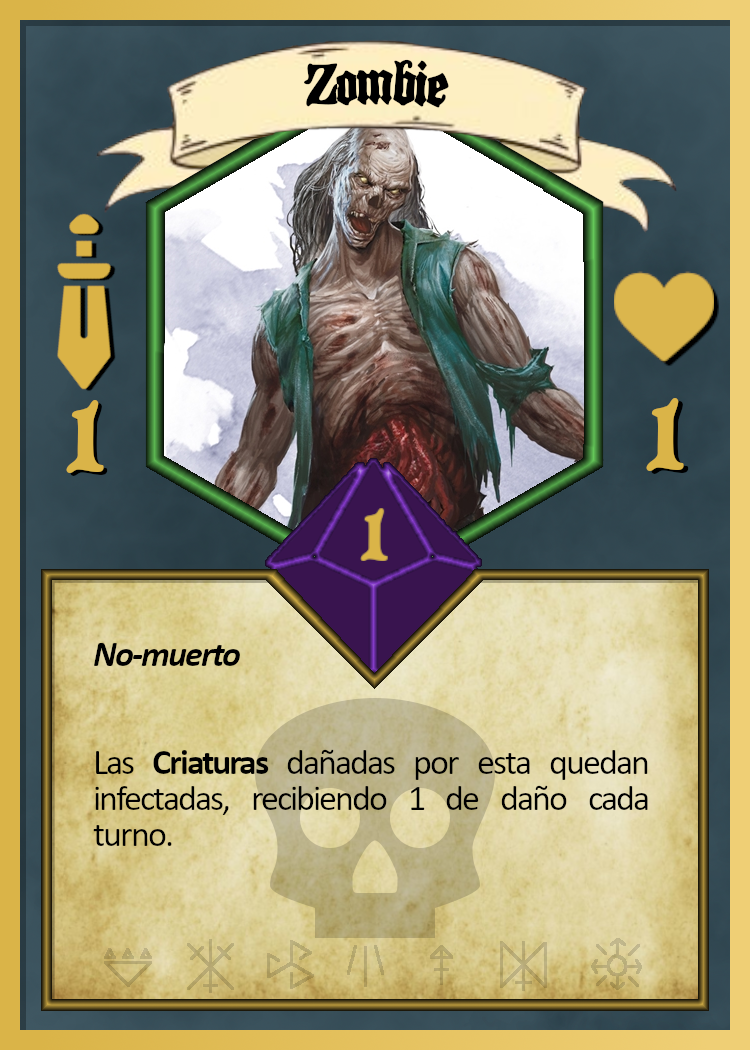 Zombie
1
1
1
No-muerto
Las Criaturas dañadas por esta quedan
infectadas, recibiendo 1 de daño cada
turno.